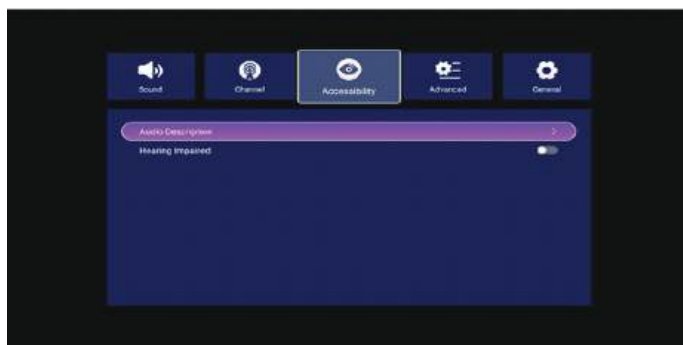 Sound
Channel
Accessibility
Advanced
General
Audio Description
Hearing Impaired